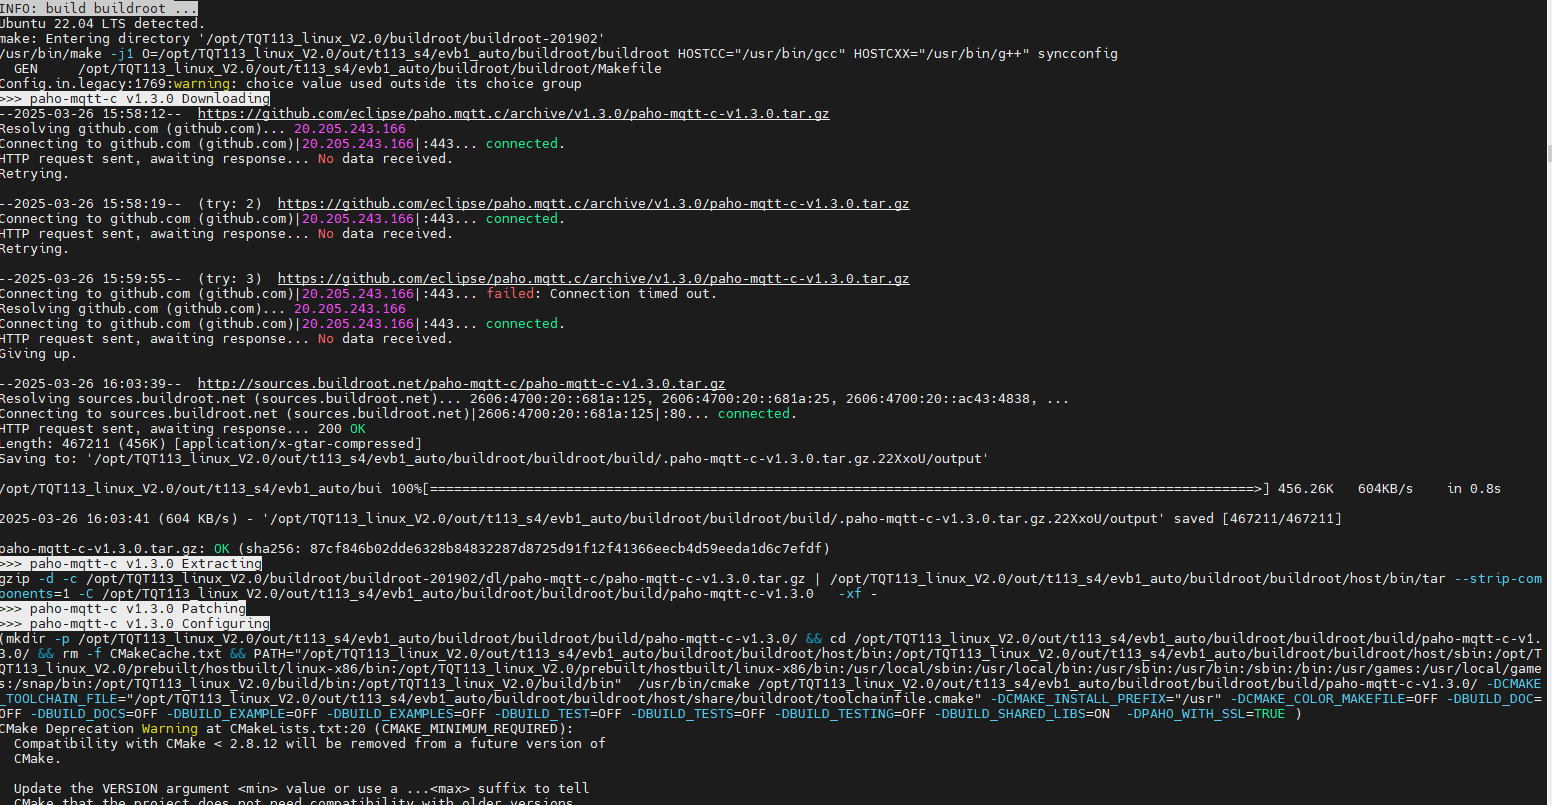 INFO: build buildroot ...
Ubuntu 22.04 LTS detected.
make: Entering directory '/opt/TQT113_linux_V2.0/buildroot/buildroot-201902'
/usr/bin/make -j1 O=/opt/TQT113_linux_V2.0/out/t113_s4/evb1_auto/buildroot/buildroot HOSTCC="/usr/bin/gcc" HOSTCXX="/usr/bin/g++" syncconfig
GEN     /opt/TQT113_linux_V2.0/out/t113_s4/evb1_auto/buildroot/buildroot/Makefile
Config.in.legacy:1769:warning: choice value used outside its choice group
>>> paho-mqtt-c v1.3.0 Downloading
--2025-03-26 15:58:12--  https://github.com/eclipse/paho.mqtt.c/archive/v1.3.0/paho-mqtt-c-v1.3.0.tar.gz
Resolving github.com (github.com)... 20.205.243.166
Connecting to github.com (github.com)|20.205.243.166|:443... connected.
HTTP request sent, awaiting response... No data received.
Retrying.
--2025-03-26 15:58:19--  (try: 2)  https://github.com/eclipse/paho.mqtt.c/archive/v1.3.0/paho-mqtt-c-v1.3.0.tar.gz
Connecting to github.com (github.com)|20.205.243.166|:443... connected.
HTTP request sent, awaiting response... No data received.
Retrying.
--2025-03-26 15:59:55--  (try: 3)  https://github.com/eclipse/paho.mqtt.c/archive/v1.3.0/paho-mqtt-c-v1.3.0.tar.gz
Connecting to github.com (github.com)|20.205.243.166|:443... failed: Connection timed out.
Resolving github.com (github.com)... 20.205.243.166
Connecting to github.com (github.com)|20.205.243.166|:443... connected.
HTTP request sent, awaiting response... No data received.
Giving up.
--2025-03-26 16:03:39--  http://sources.buildroot.net/paho-mqtt-c/paho-mqtt-c-v1.3.0.tar.gz
Resolving sources.buildroot.net (sources.buildroot.net)... 2606:4700:20::681a:125, 2606:4700:20::681a:25, 2606:4700:20::ac43:4838, ...
Connecting to sources.buildroot.net (sources.buildroot.net)|2606:4700:20::681a:125|:80... connected.
HTTP request sent, awaiting response... 200 OK
Length: 467211 (456K) [application/x-gtar-compressed]
Saving to: '/opt/TQT113_linux_V2.0/out/t113_s4/evb1_auto/buildroot/buildroot/build/.paho-mqtt-c-v1.3.0.tar.gz.22XxoU/output'
/opt/TQT113_linux_V2.0/out/t113_s4/evb1_auto/bui 100%[=======================================================================================================>] 456.26K   604KB/s    in 0.8s
2025-03-26 16:03:41 (604 KB/s) - '/opt/TQT113_linux_V2.0/out/t113_s4/evb1_auto/buildroot/buildroot/build/.paho-mqtt-c-v1.3.0.tar.gz.22XxoU/output' saved [467211/467211]
paho-mqtt-c-v1.3.0.tar.gz: OK (sha256: 87cf846b02dde6328b84832287d8725d91f12f41366eecb4d59eeda1d6c7efdf)
>>> paho-mqtt-c v1.3.0 Extracting
gzip -d -c /opt/TQT113_linux_V2.0/buildroot/buildroot-201902/dl/paho-mqtt-c/paho-mqtt-c-v1.3.0.tar.gz | /opt/TQT113_linux_V2.0/out/t113_s4/evb1_auto/buildroot/buildroot/host/bin/tar --strip-com
ponents=1 -C /opt/TQT113_linux_V2.0/out/t113_s4/evb1_auto/buildroot/buildroot/build/paho-mqtt-c-v1.3.0   -xf -
>>> paho-mqtt-c v1.3.0 Patching
>>> paho-mqtt-c v1.3.0 Configuring
(mkdir -p /opt/TQT113_linux_V2.0/out/t113_s4/evb1_auto/buildroot/buildroot/build/paho-mqtt-c-v1.3.0/ && cd /opt/TQT113_linux_V2.0/out/t113_s4/evb1_auto/buildroot/buildroot/build/paho-mqtt-c-v1.
3.0/ && rm -f CMakeCache.txt && PATH="/opt/TQT113_linux_V2.0/out/t113_s4/evb1_auto/buildroot/buildroot/host/bin:/opt/TQT113_linux_V2.0/out/t113_s4/evb1_auto/buildroot/buildroot/host/sbin:/opt/T
QT113_linux_V2.0/prebuilt/hostbuilt/linux-x86/bin:/opt/TQT113_linux_V2.0/prebuilt/hostbuilt/linux-x86/bin:/usr/local/sbin:/usr/local/bin:/usr/sbin:/usr/bin:/sbin:/bin:/usr/games:/usr/local/game
s:/snap/bin:/opt/TQT113_linux_V2.0/build/bin:/opt/TQT113_linux_V2.0/build/bin"  /usr/bin/cmake /opt/TQT113_linux_V2.0/out/t113_s4/evb1_auto/buildroot/buildroot/build/paho-mqtt-c-v1.3.0/ -DCMAKE
_TOOLCHAIN_FILE="/opt/TQT113_linux_V2.0/out/t113_s4/evb1_auto/buildroot/buildroot/host/share/buildroot/toolchainfile.cmake" -DCMAKE_INSTALL_PREFIX="/usr" -DCMAKE_COLOR_MAKEFILE=OFF -DBUILD_DOC=
OFF -DBUILD_DOCS=OFF -DBUILD_EXAMPLE=OFF -DBUILD_EXAMPLES=OFF -DBUILD_TEST=OFF -DBUILD_TESTS=OFF -DBUILD_TESTING=OFF -DBUILD_SHARED_LIBS=ON  -DPAHO_WITH_SSL=TRUE )
CMake Deprecation Warning at CMakeLists.txt:20 (CMAKE_MINIMUM_REQUIRED):
Compatibility with CMake < 2.8.12 will be removed from a future version of
CMake.
Update the VERSION argument <min> value or use a ...<max> suffix to tell
CMake that the project does not need compatibility with older versions.